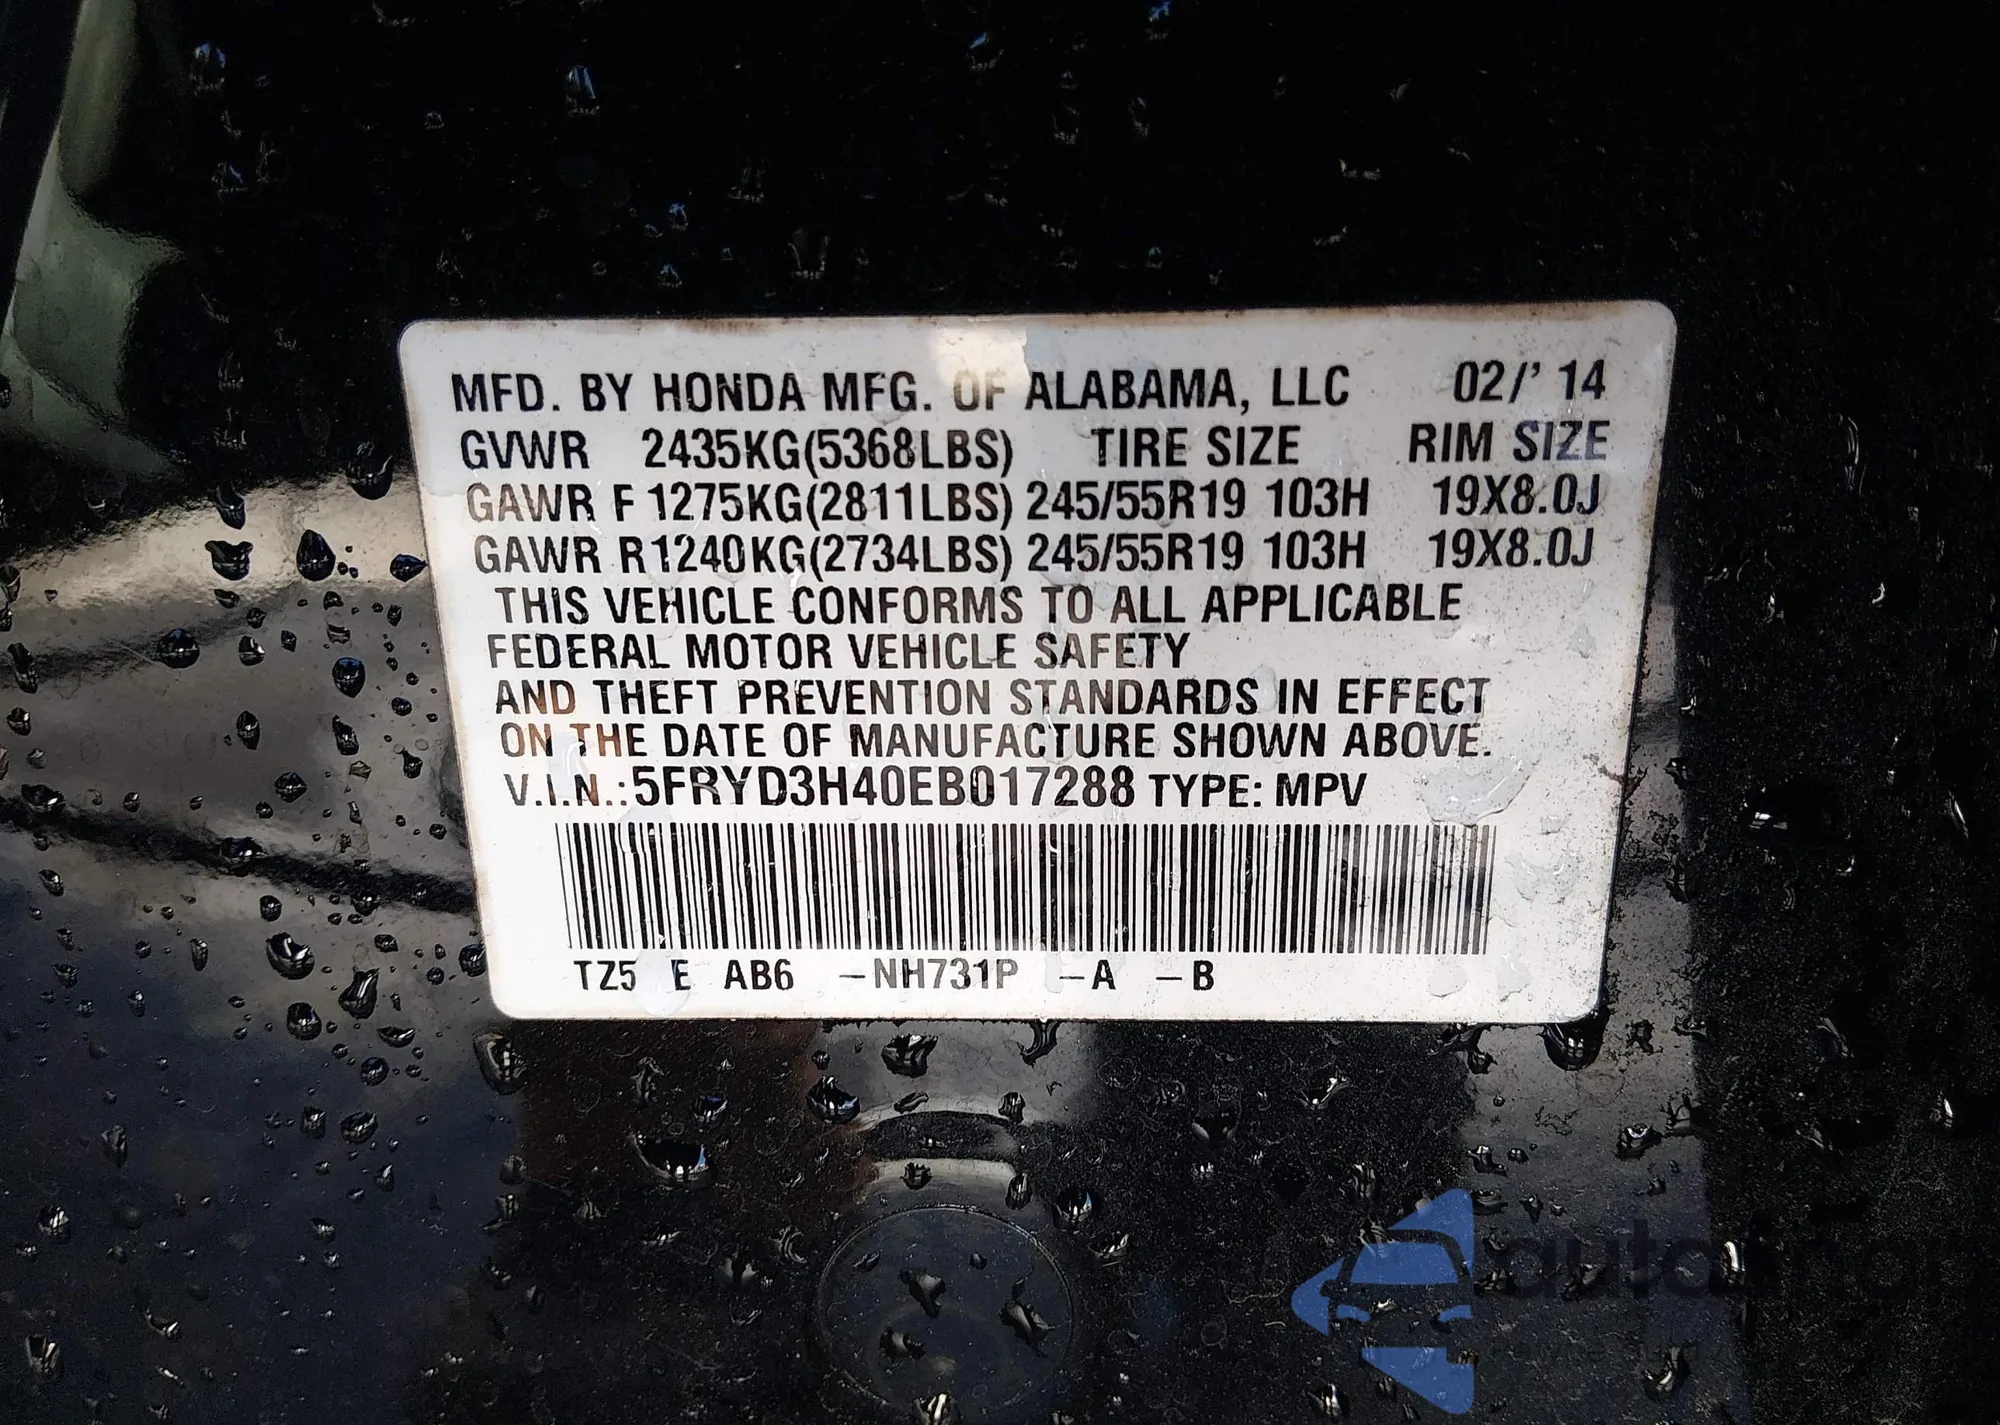 MFD. BY HONDA MFG. OF ALABAMA, LLC 02/' 14
GVWR 2435KG(5368LBS) TIRE SIZE RIM SIZE
GAWR F 1275KG(2811LBS) 245/55R19 103H 19X8.0J
GAWR R1240KG(2734LBS) 245/55R19 103H 19X8.0J
THIS VEHICLE CONFORMS TO ALL APPLICABLE
FEDERAL MOTOR VEHICLE SAFETY
AND THEFT PREVENTION STANDARDS IN EFFECT
ON THE DATE OF MANUFACTURE SHOWN ABOVE.
V.I.N.:5FRYD3H40EB017288 TYPE: MPV
TZ5 E AB6 -NH731P -A -B